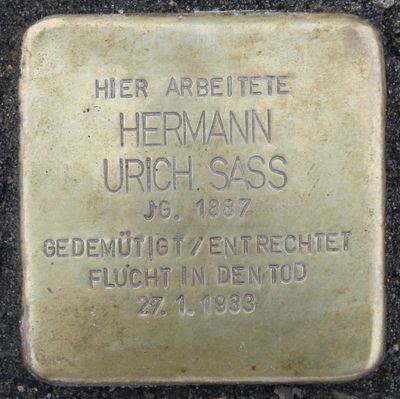 HIER ARBEITETE
HERMANN
URICH SASS
JG. 1887
GEDEMÜTIGT / ENTRECHTET
FLUCHT IN DEN TOD
27.1.1933